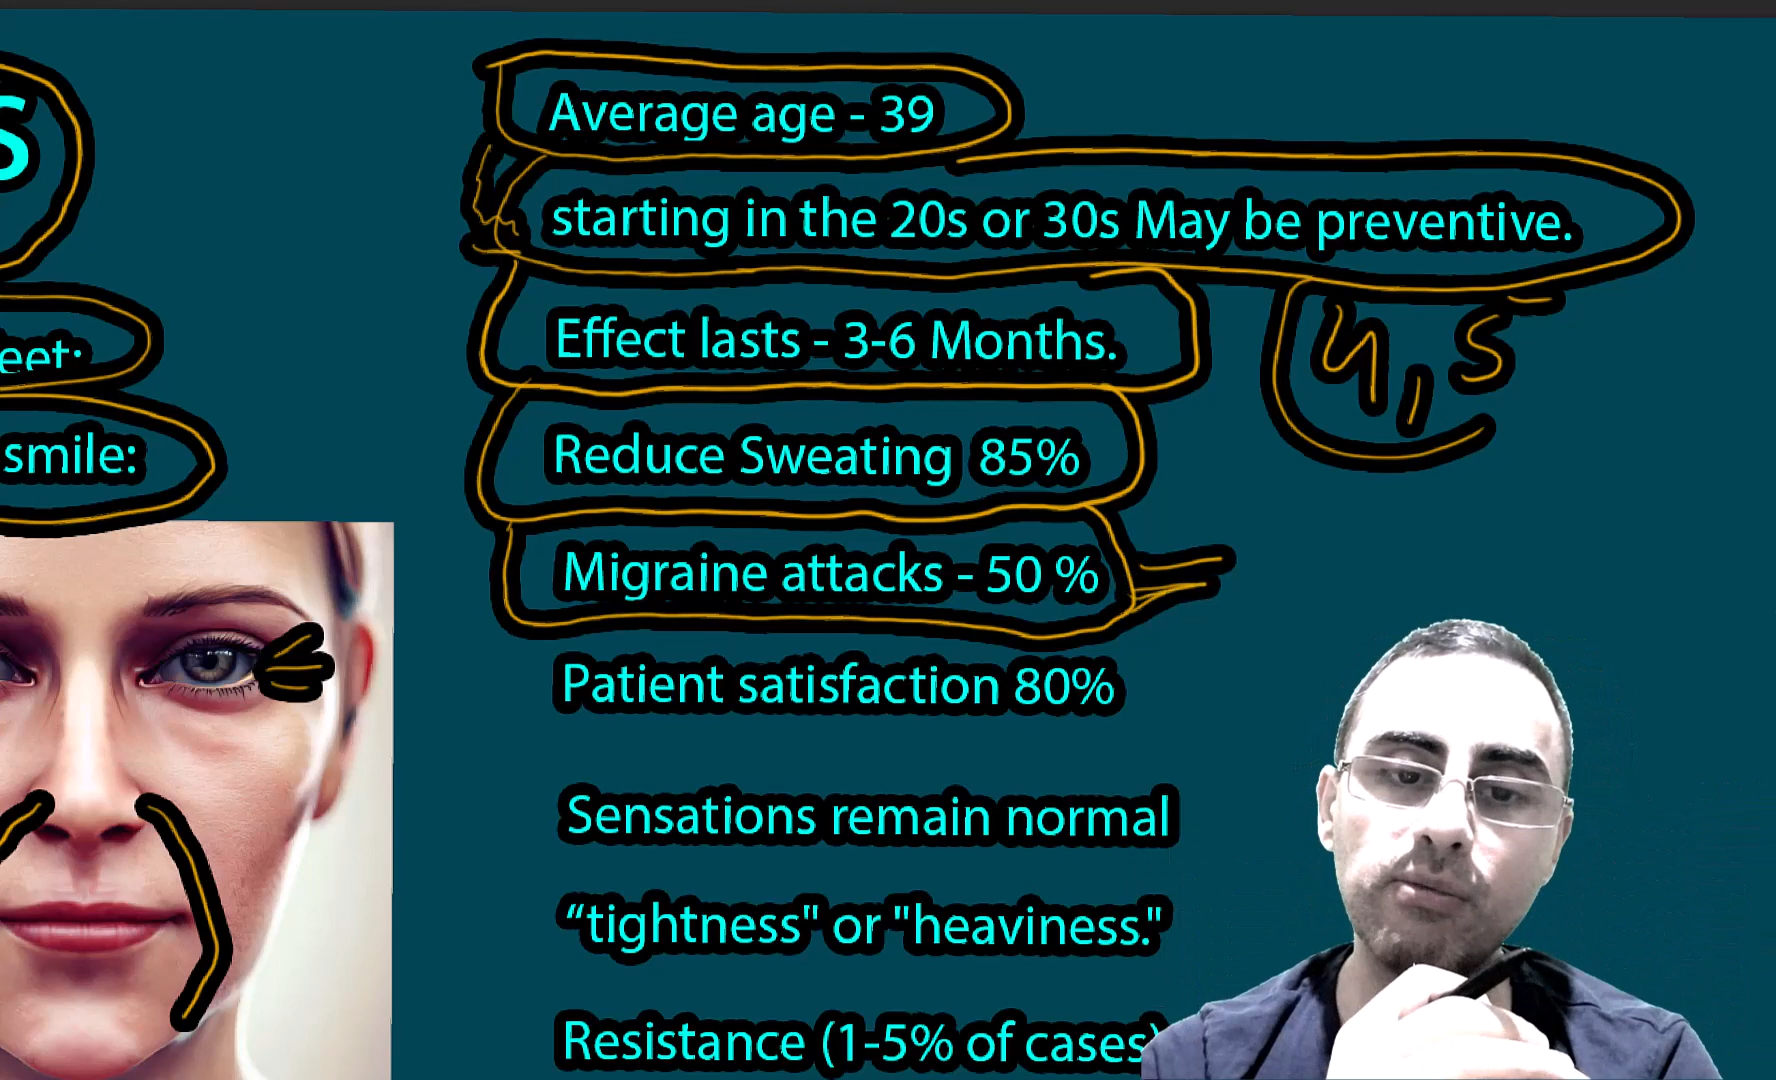 S
eet:
smile:
Average age - 39
starting in the 20s or 30s May be preventive.
Effect lasts - 3-6 Months.
4,5
Reduce Sweating 85%
Migraine attacks - 50 %
Patient satisfaction 80%
Sensations remain normal
“tightness" or "heaviness."
Resistance (1-5% of cases)